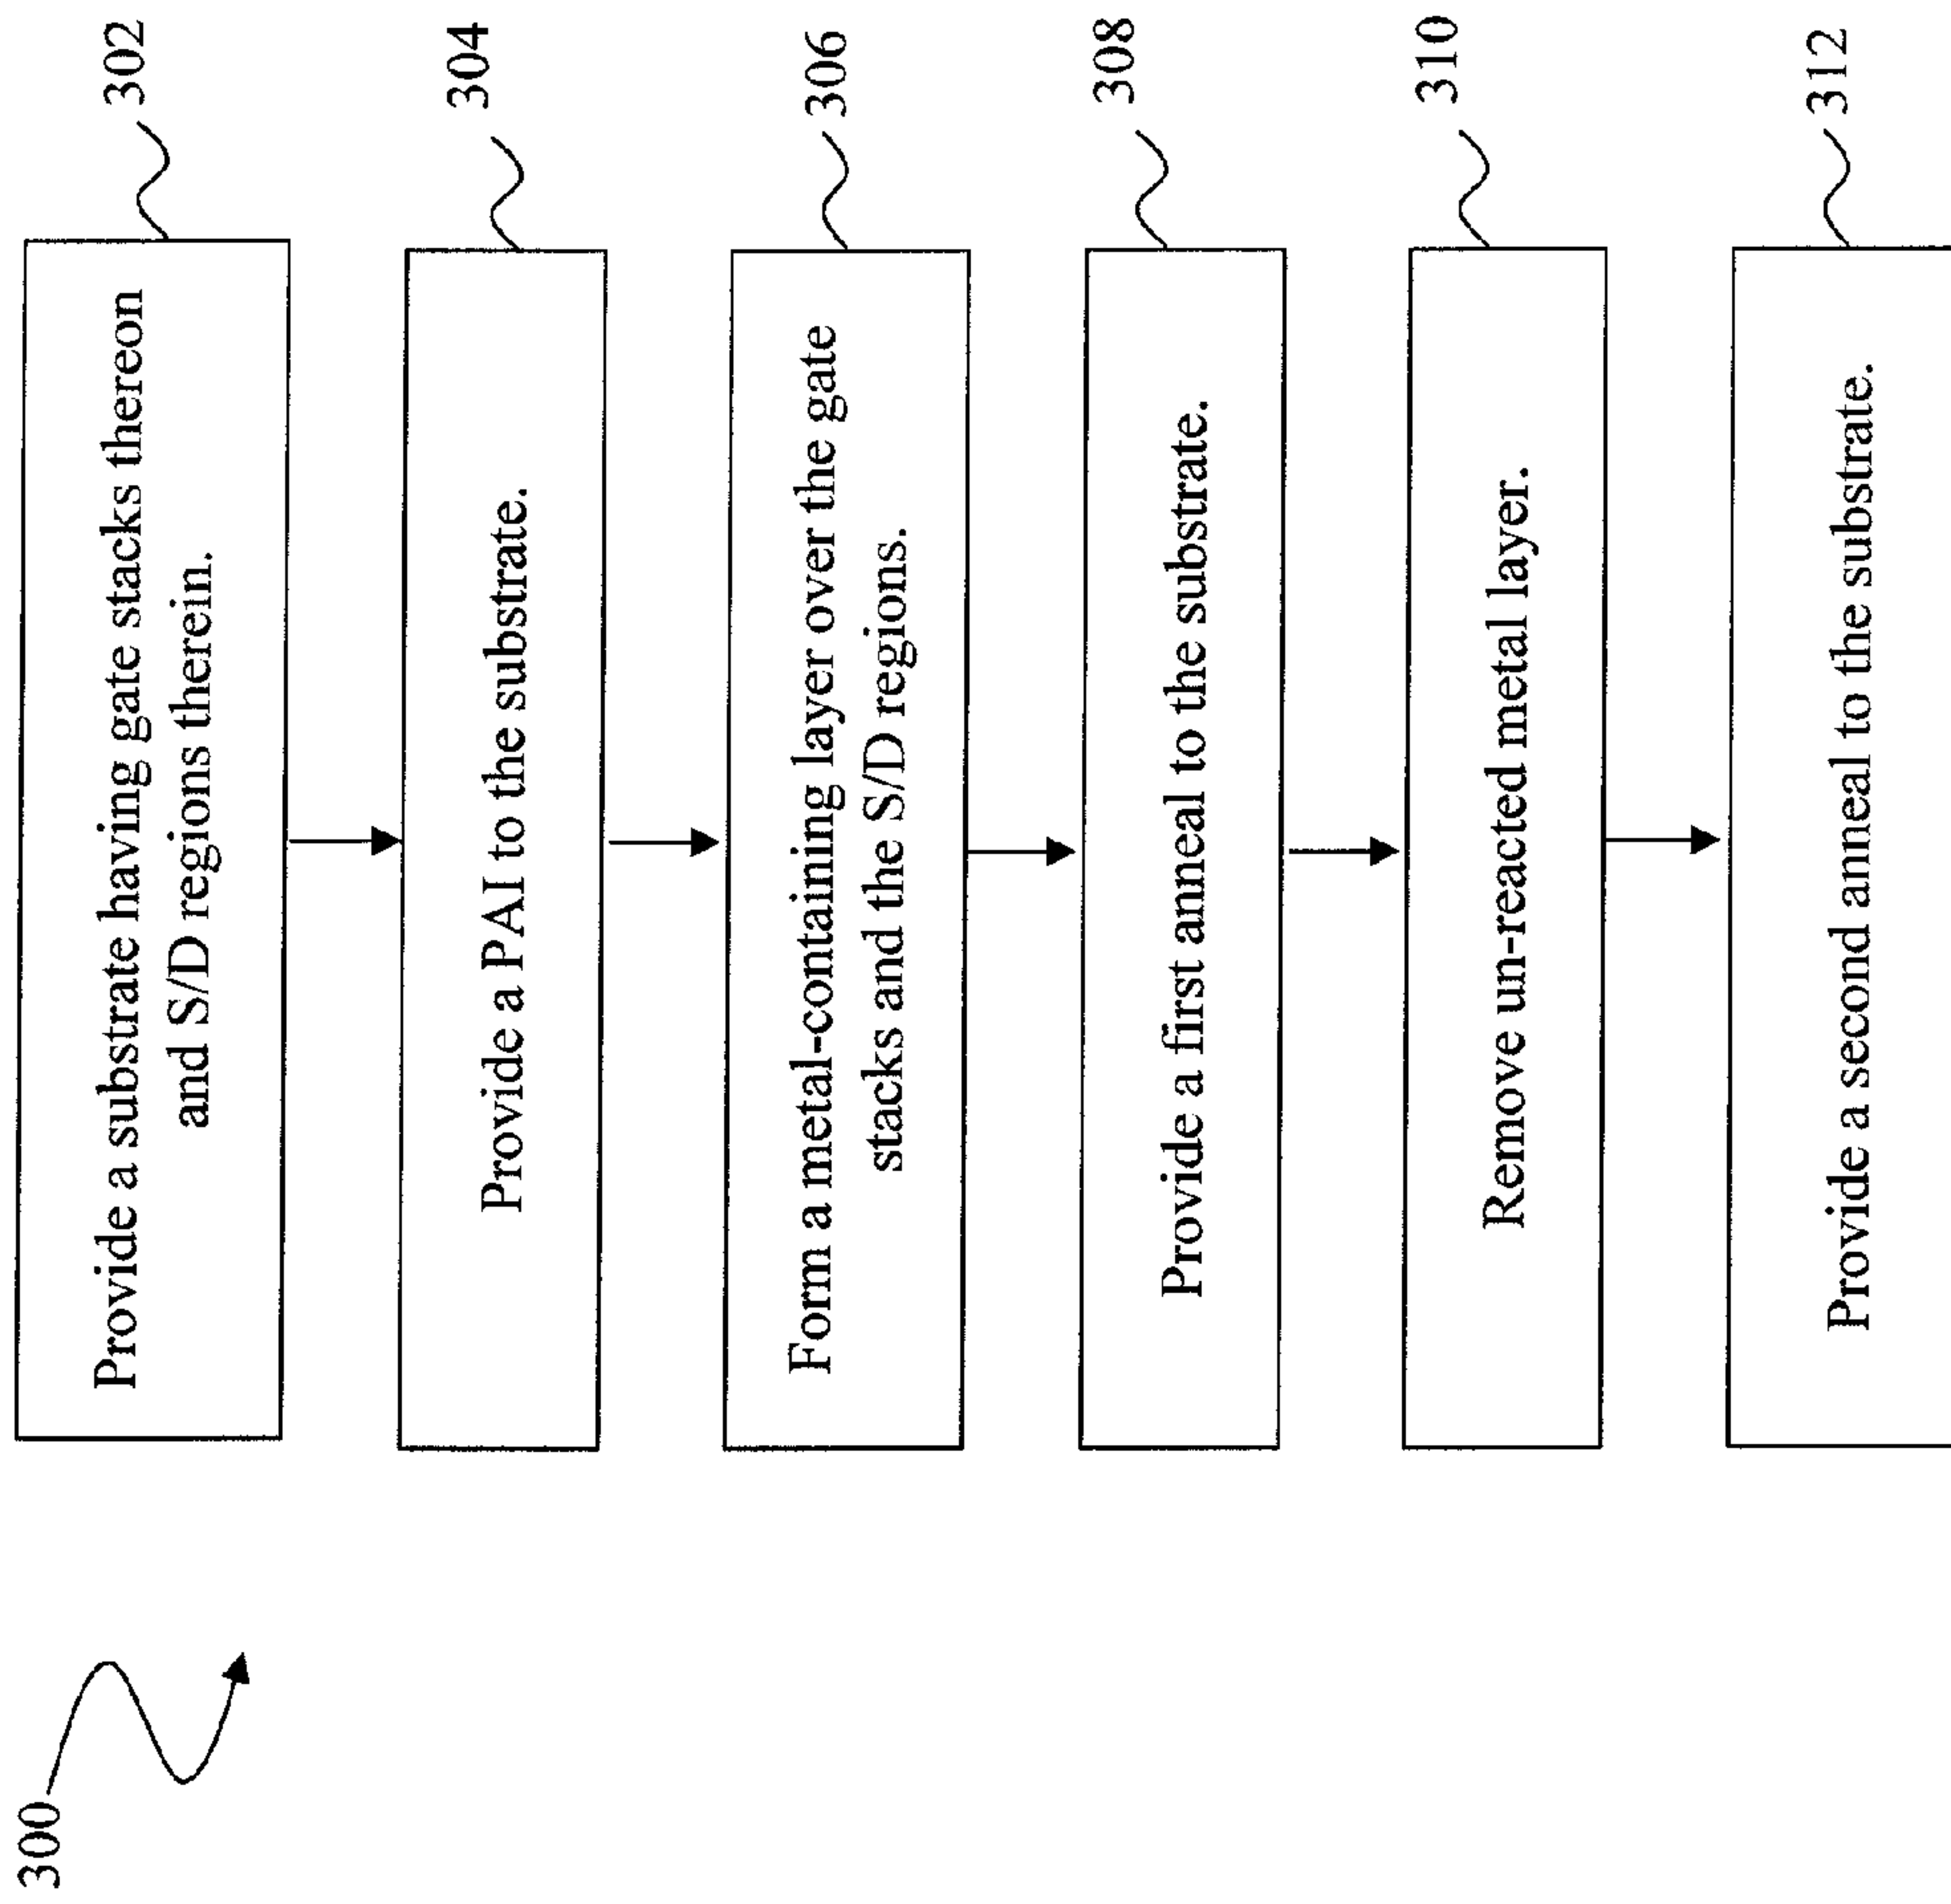 300
Provide a substrate having gate stacks thereon
and S/D regions therein.
302
Provide a PAI to the substrate.
304
Form a metal-containing layer over the gate
stacks and the S/D regions.
306
Provide a first anneal to the substrate.
308
Remove un-reacted metal layer.
310
Provide a second anneal to the substrate.
312